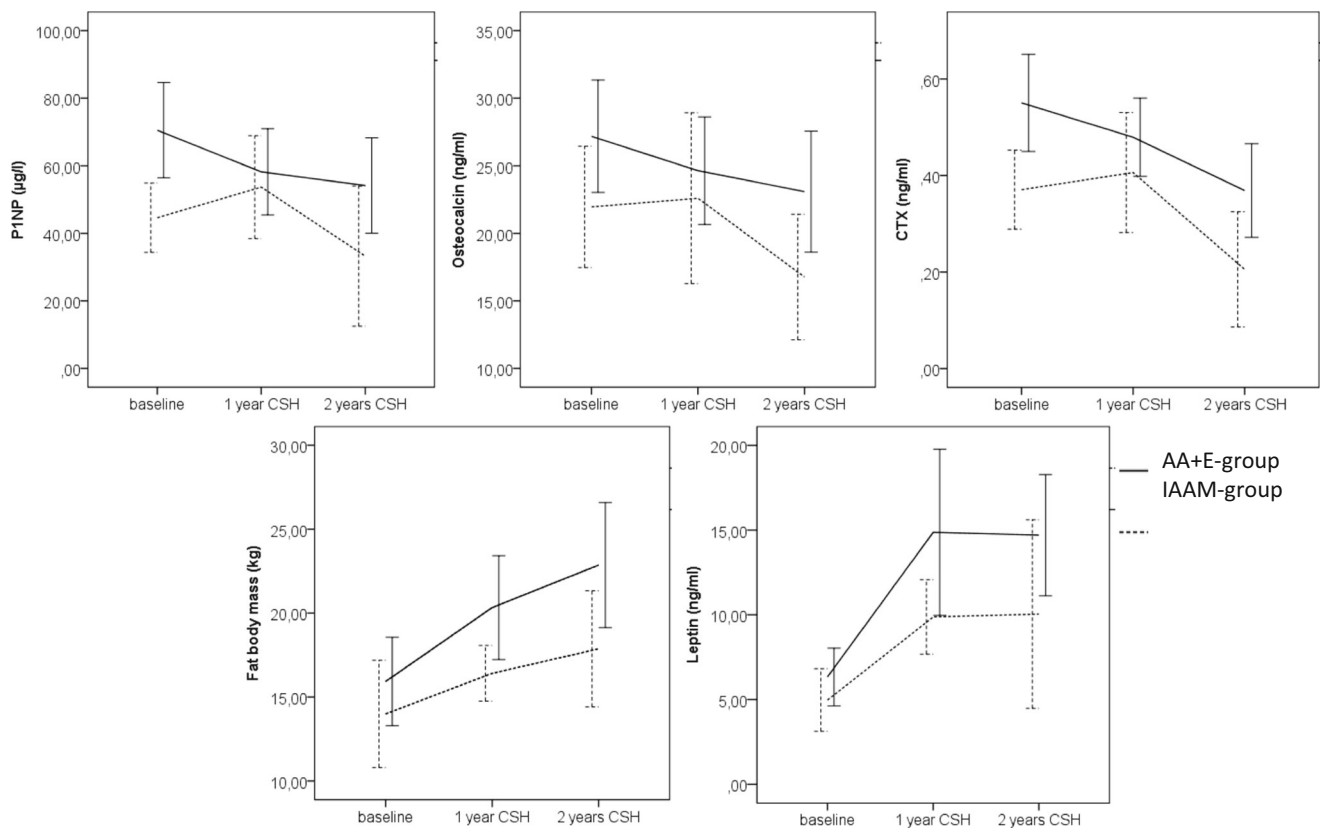 100,00
80,00
60,00
40,00
20,00
,00
P1NP (µg/l)
baseline
1 year CSH
2 years CSH
35,00
30,00
25,00
20,00
15,00
10,00
Osteocalcin (ng/ml)
baseline
1 year CSH
2 years CSH
,60
,40
,20
,00
CTX (ng/ml)
baseline
1 year CSH
2 years CSH
30,00
25,00
20,00
15,00
10,00
Fat body mass (kg)
baseline
1 year CSH
2 years CSH
20,00
15,00
10,00
5,00
,00
Leptin (ng/ml)
baseline
1 year CSH
2 years CSH
AA+E-group
IAAM-group